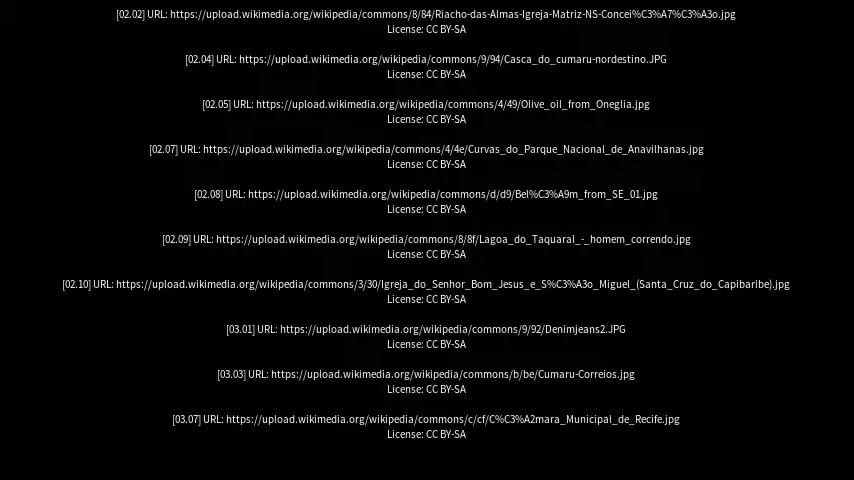 [02.02] URL: https://upload.wikimedia.org/wikipedia/commons/8/84/Riacho-das-Almas-Igreja-Matriz-NS-Concei%C3%A7%C3%A3o.jpg
License: CC BY-SA
[02.04] URL: https://upload.wikimedia.org/wikipedia/commons/9/94/Casca_do_cumaru-nordestino.JPG
License: CC BY-SA
[02.05] URL: https://upload.wikimedia.org/wikipedia/commons/4/49/Olive_oil_from_Oneglia.jpg
License: CC BY-SA
[02.07] URL: https://upload.wikimedia.org/wikipedia/commons/4/4e/Curvas_do_Parque_Nacional_de_Anavilhanas.jpg
License: CC BY-SA
[02.08] URL: https://upload.wikimedia.org/wikipedia/commons/d/d9/Bel%C3%A9m_from_SE_01.jpg
License: CC BY-SA
[02.09] URL: https://upload.wikimedia.org/wikipedia/commons/8/8f/Lagoa_do_Taquaral_-_homem_correndo.jpg
License: CC BY-SA
[02.10] URL: https://upload.wikimedia.org/wikipedia/commons/3/30/Igreja_do_Senhor_Bom_Jesus_e_S%C3%A3o_Miguel_(Santa_Cruz_do_Capibaribe).jpg
License: CC BY-SA
[03.01] URL: https://upload.wikimedia.org/wikipedia/commons/9/92/Denimjeans2.JPG
License: CC BY-SA
[03.03] URL: https://upload.wikimedia.org/wikipedia/commons/b/be/Cumaru-Correios.jpg
License: CC BY-SA
[03.07] URL: https://upload.wikimedia.org/wikipedia/commons/c/cf/C%C3%A2mara_Municipal_de_Recife.jpg
License: CC BY-SA